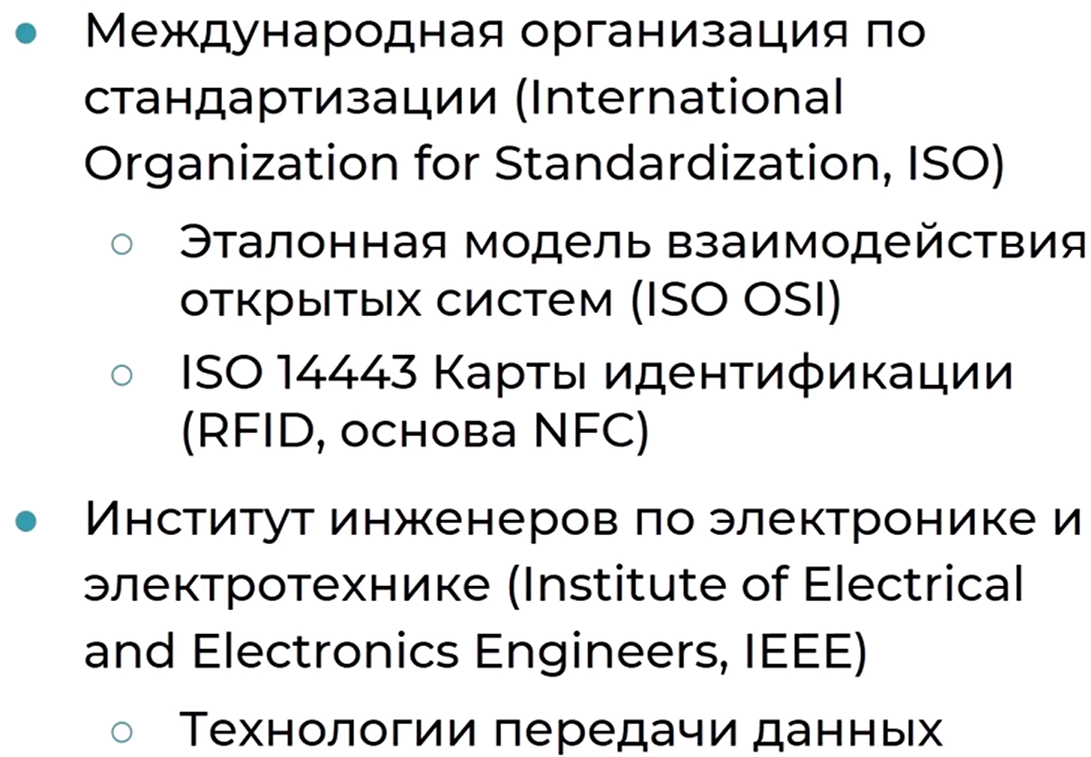 • Международная организация по
стандартизации (International
Organization for Standardization, ISO)
○ Эталонная модель взаимодействия
открытых систем (ISO OSI)
○ ISO 14443 Карты идентификации
(RFID, основа NFC)
• Институт инженеров по электронике и
электротехнике (Institute of Electrical
and Electronics Engineers, IEEE)
○ Технологии передачи данных